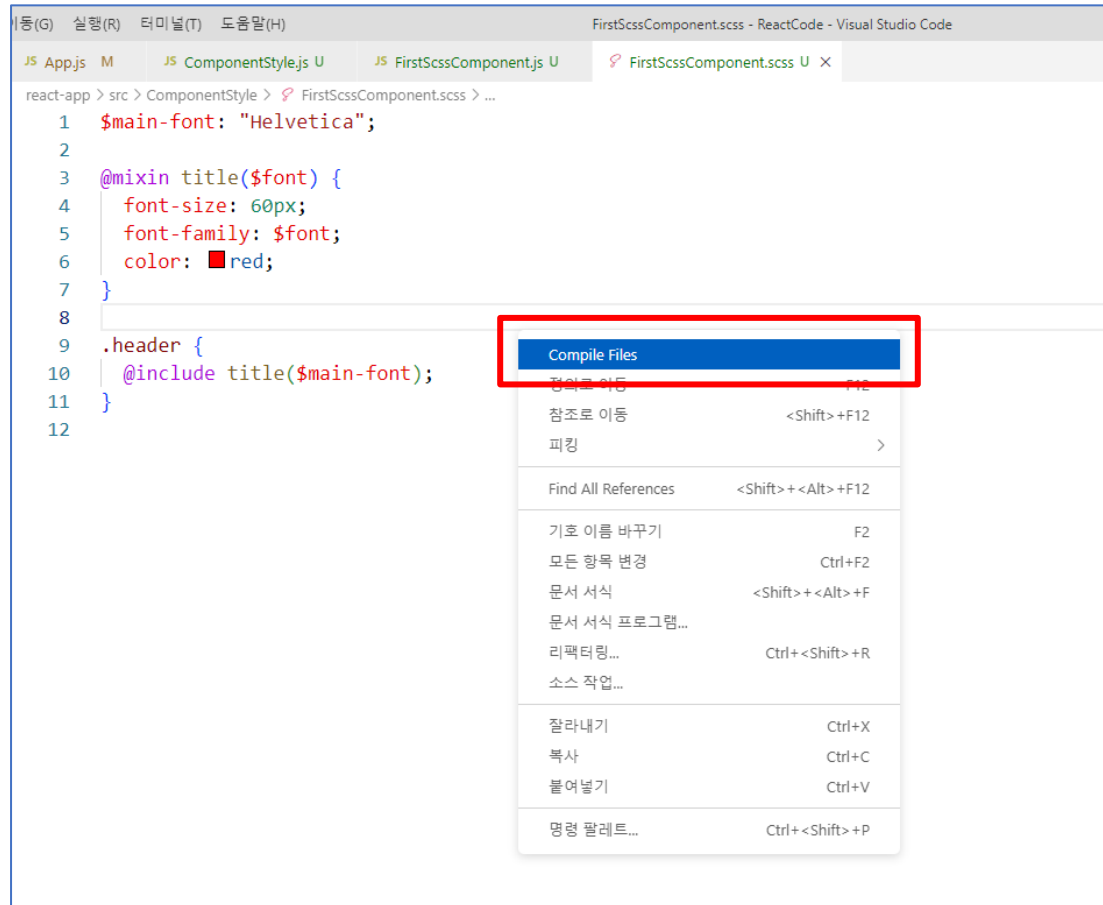 이동(G) 실행(R) 터미널(T) 도움말(H) FirstScssComponent.scss - ReactCode - Visual Studio Code
JS App.js M JS ComponentStyle.js U JS FirstScssComponent.js U FirstScssComponent.scss U ×
react-app > src > ComponentStyle > FirstScssComponent.scss > ...
1 $main-font: "Helvetica";
2
3 @mixin title($font) {
4 font-size: 60px;
5 font-family: $font;
6 color: red;
7 }
8
9 .header {
10 @include title($main-font);
11 }
12
Compile Files
정의로 이동 F12
참조로 이동 <Shift>+F12
피킹 >
Find All References <Shift>+<Alt>+F12
기호 이름 바꾸기 F2
모든 항목 변경 Ctrl+F2
문서 서식 <Shift>+<Alt>+F
문서 서식 프로그램...
리팩터링... Ctrl+<Shift>+R
소스 작업...
잘라내기 Ctrl+X
복사 Ctrl+C
붙여넣기 Ctrl+V
명령 팔레트... Ctrl+<Shift>+P